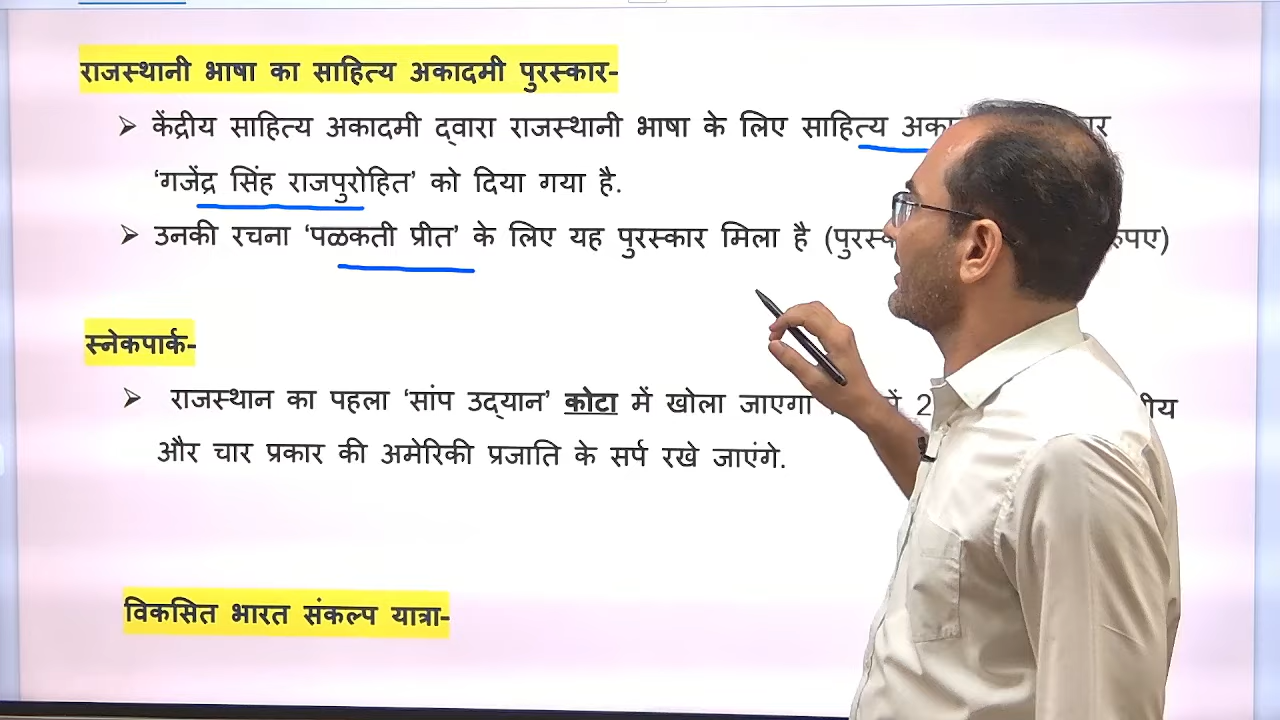 राजस्थानी भाषा का साहित्य अकादमी पुरस्कार-
➢ केंद्रीय साहित्य अकादमी द्वारा राजस्थानी भाषा के लिए साहित्य
'गजेंद्र सिंह राजपुरोहित' को दिया गया है.
➢ उनकी रचना 'पळकती प्रीत' के लिए यह पुरस्कार मिला है
स्नेकपार्क-
➢ राजस्थान का पहला 'सांप उद्यान' कोटा में खोला जाएगा
और चार प्रकार की अमेरिकी प्रजाति के सर्प रखे जाएंगे.
विकसित भारत संकल्प यात्रा-